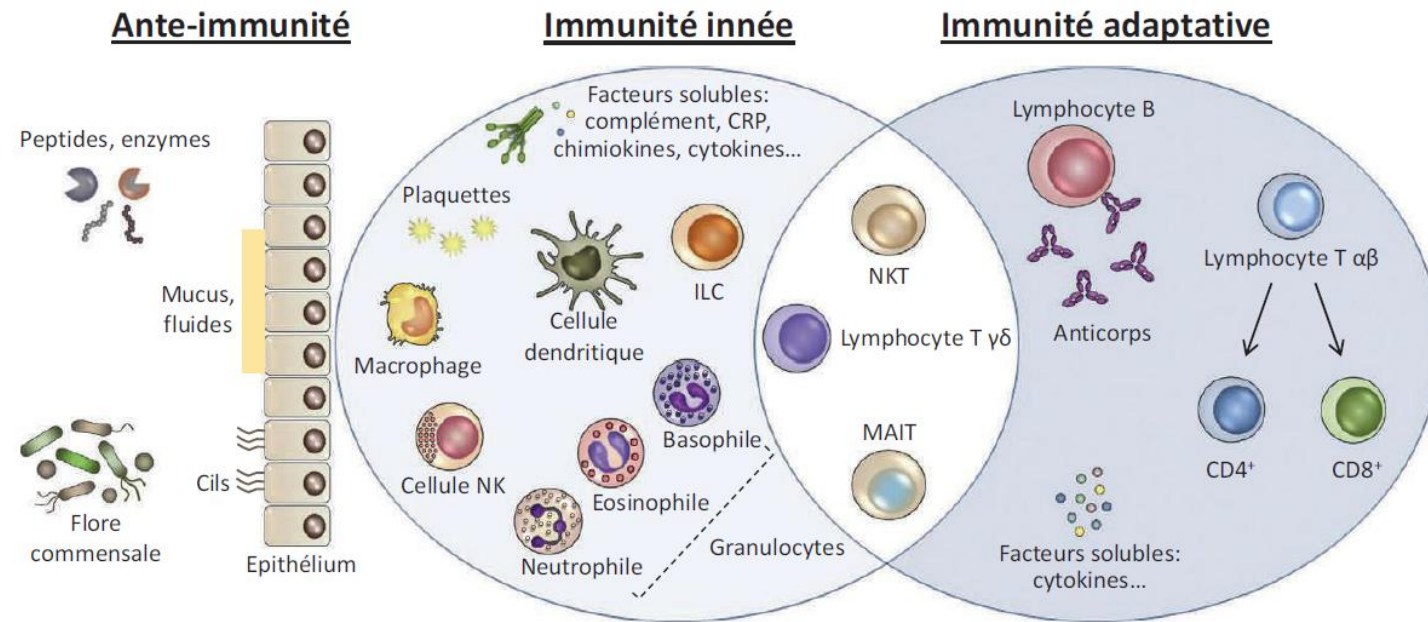 Ante-immunité
Immunité innée
Immunité adaptative
Peptides, enzymes
Mucus,
fluides
Cils
Flore
commensale
Epithélium
Facteurs solubles:
complément, CRP,
chimiokines, cytokines...
Plaquettes
ILC
Cellule
dendritique
Macrophage
Basophile
Cellule NK
Eosinophile
Neutrophile
Granulocytes
NKT
Lymphocyte T γδ
MAIT
Lymphocyte B
Anticorps
Lymphocyte T αβ
CD4⁺
CD8⁺
Facteurs solubles:
cytokines...